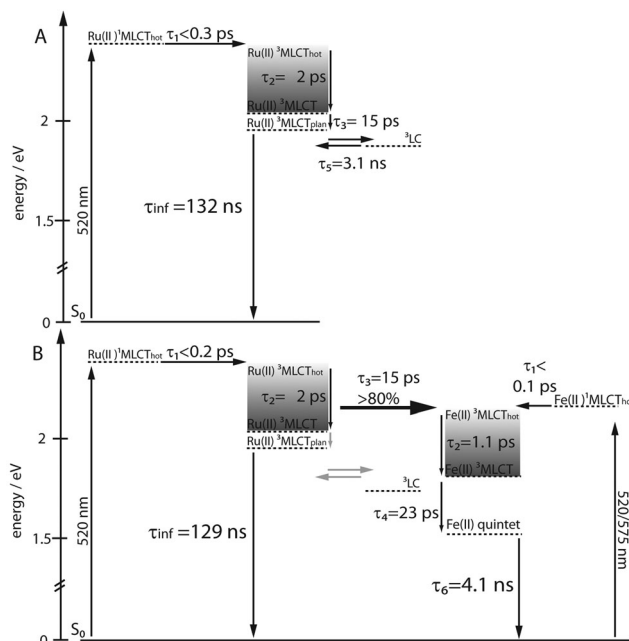 A
Ru(II) ¹MLCThot
τ₁<0.3 ps
Ru(II) ³MLCThot
τ₂= 2 ps
Ru(II) ³MLCT
Ru(II) ³MLCTplan
τ₃= 15 ps
³LC
τ₅=3.1 ns
τinf =132 ns
energy / eV
2
1.5
0
520 nm
S₀
B
Ru(II) ¹MLCThot
τ₁<0.2 ps
Ru(II) ³MLCThot
τ₂= 2 ps
Ru(II) ³MLCT
Ru(II) ³MLCTplan
τ₃=15 ps
>80%
τ₁<
0.1 ps
Fe(II) ¹MLCTho
Fe(II) ³MLCThot
τ₂=1.1 ps
Fe(II) ³MLCT
³LC
τ₄=23 ps
Fe(II) quintet
τinf =129 ns
τ₆=4.1 ns
energy / eV
2
1.5
0
520 nm
520/575 nm
S₀